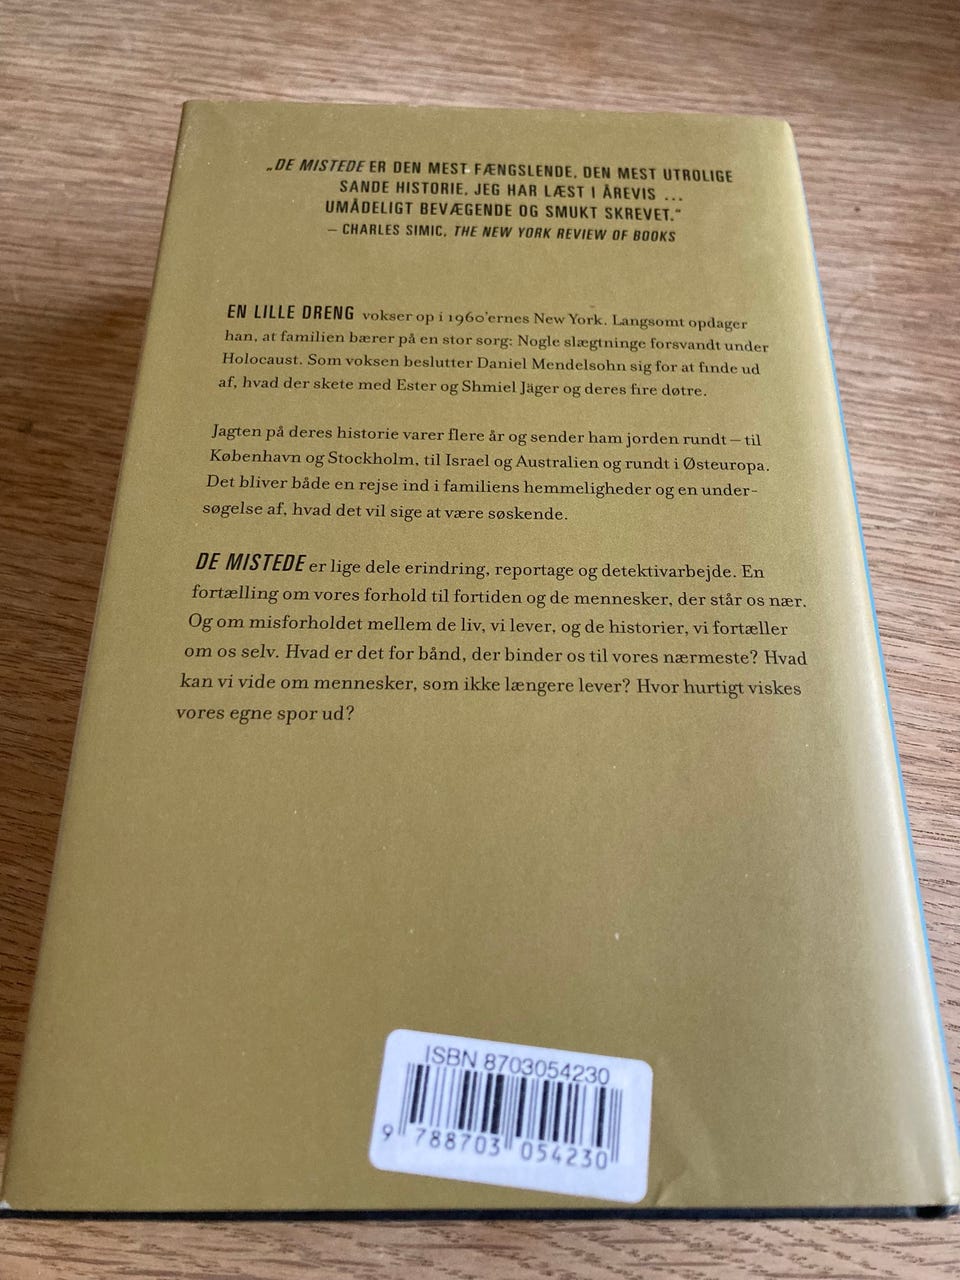 „DE MISTEDE ER DEN MEST FÆNGSLENDE, DEN MEST UTROLIGE
SANDE HISTORIE, JEG HAR LÆST I ÅREVIS ...
UMÅDELIGT BEVÆGENDE OG SMUKT SKREVET.“
– CHARLES SIMIC, THE NEW YORK REVIEW OF BOOKS
EN LILLE DRENG vokser op i 1960'ernes New York. Langsomt opdager
han, at familien bærer på en stor sorg: Nogle slægtninge forsvandt under
Holocaust. Som voksen beslutter Daniel Mendelsohn sig for at finde ud
af, hvad der skete med Ester og Shmiel Jäger og deres fire døtre.
Jagten på deres historie varer flere år og sender ham jorden rundt – til
København og Stockholm, til Israel og Australien og rundt i Østeuropa.
Det bliver både en rejse ind i familiens hemmeligheder og en under-
søgelse af, hvad det vil sige at være søskende.
DE MISTEDE er lige dele erindring, reportage og detektivarbejde. En
fortælling om vores forhold til fortiden og de mennesker, der står os nær.
Og om misforholdet mellem de liv, vi lever, og de historier, vi fortæller
om os selv. Hvad er det for bånd, der binder os til vores nærmeste? Hvad
kan vi vide om mennesker, som ikke længere lever? Hvor hurtigt viskes
vores egne spor ud?
ISBN 8703054230
9 788703 054230